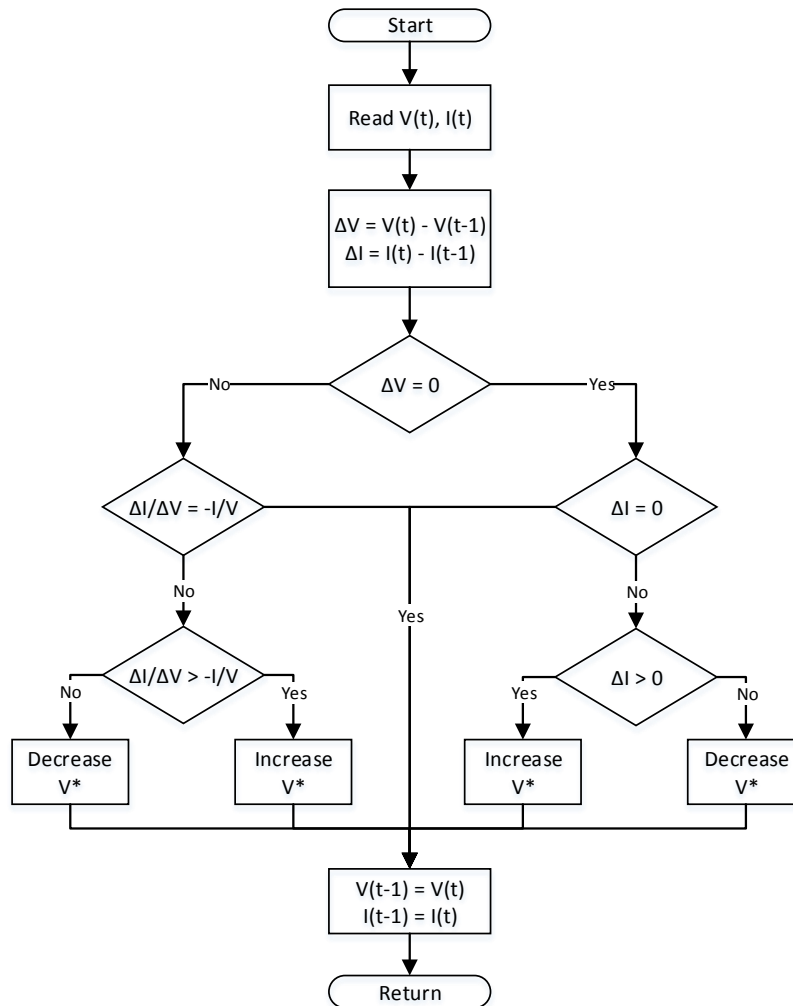 Start
Read V(t), I(t)
ΔV = V(t) - V(t-1)
ΔI = I(t) - I(t-1)
ΔV = 0
No
Yes
ΔI/ΔV = -I/V
ΔI = 0
No
Yes
No
ΔI/ΔV > -I/V
ΔI > 0
No
Yes
Yes
No
Decrease
V*
Increase
V*
Increase
V*
Decrease
V*
V(t-1) = V(t)
I(t-1) = I(t)
Return